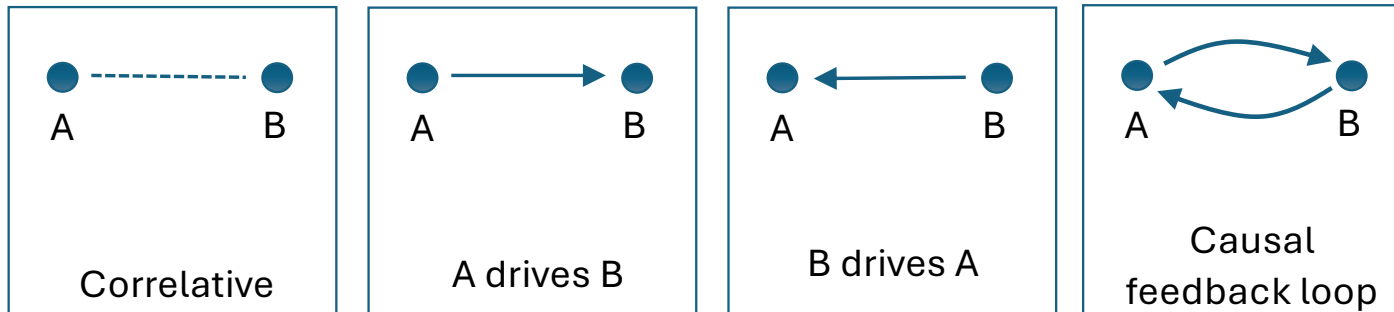 A B
Correlative
A B
A drives B
A B
B drives A
A B
Causal
feedback loop